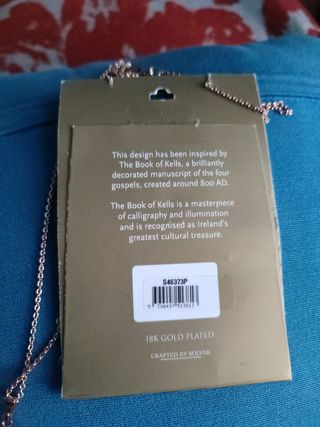 This design has been inspired by
The Book of Kells, a brilliantly
decorated manuscript of the four
gospels, created around 800 AD.
The Book of Kells is a masterpiece
of calligraphy and illumination
and is recognised as Ireland's
greatest cultural treasure.
S46373P
18K GOLD PLATED
CRAFTED BY SOLVAR